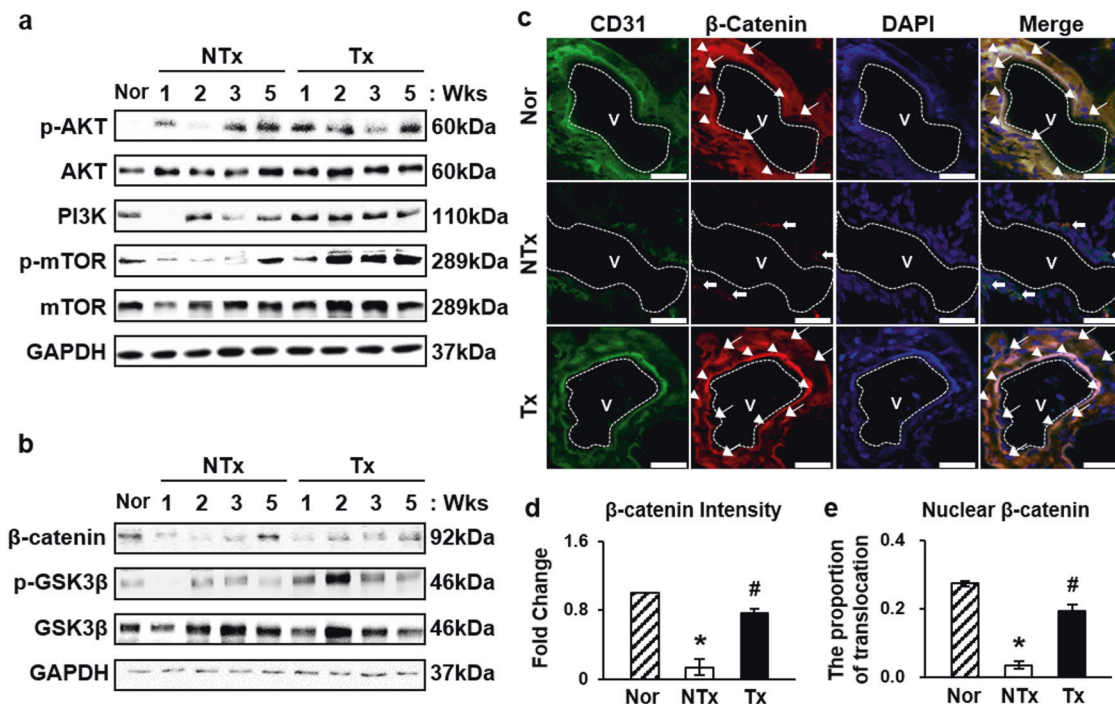 a
NTx Tx
Nor 1 2 3 5 1 2 3 5 : Wks
p-AKT 60kDa
AKT 60kDa
PI3K 110kDa
p-mTOR 289kDa
mTOR 289kDa
GAPDH 37kDa
b
NTx Tx
Nor 1 2 3 5 1 2 3 5 : Wks
β-catenin 92kDa
p-GSK3β 46kDa
GSK3β 46kDa
GAPDH 37kDa
c
CD31 β-Catenin DAPI Merge
Nor
V V V V
NTx
V V V V
Tx
V V V V
d
β-catenin Intensity
Fold Change
1.6
0.8
0
*
#
Nor NTx Tx
e
Nuclear β-catenin
The proportion
of translocation
0.4
0.2
0.0
*
#
Nor NTx Tx